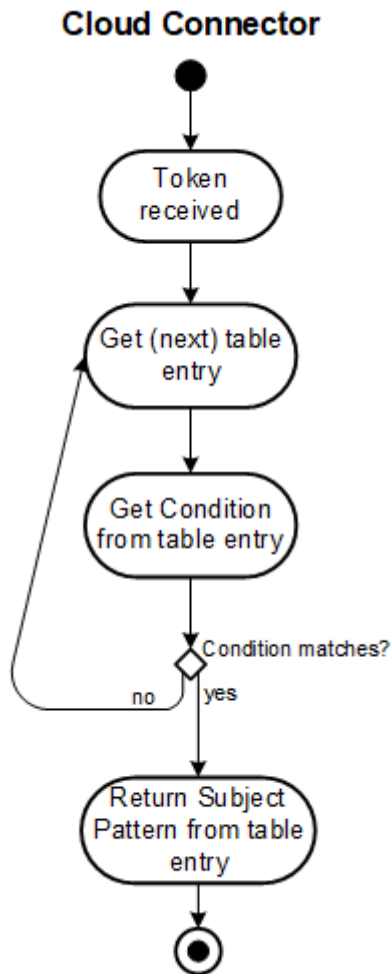 Cloud Connector
Token
received
Get (next) table
entry
Get Condition
from table entry
Condition matches?
no
yes
Return Subject
Pattern from table
entry